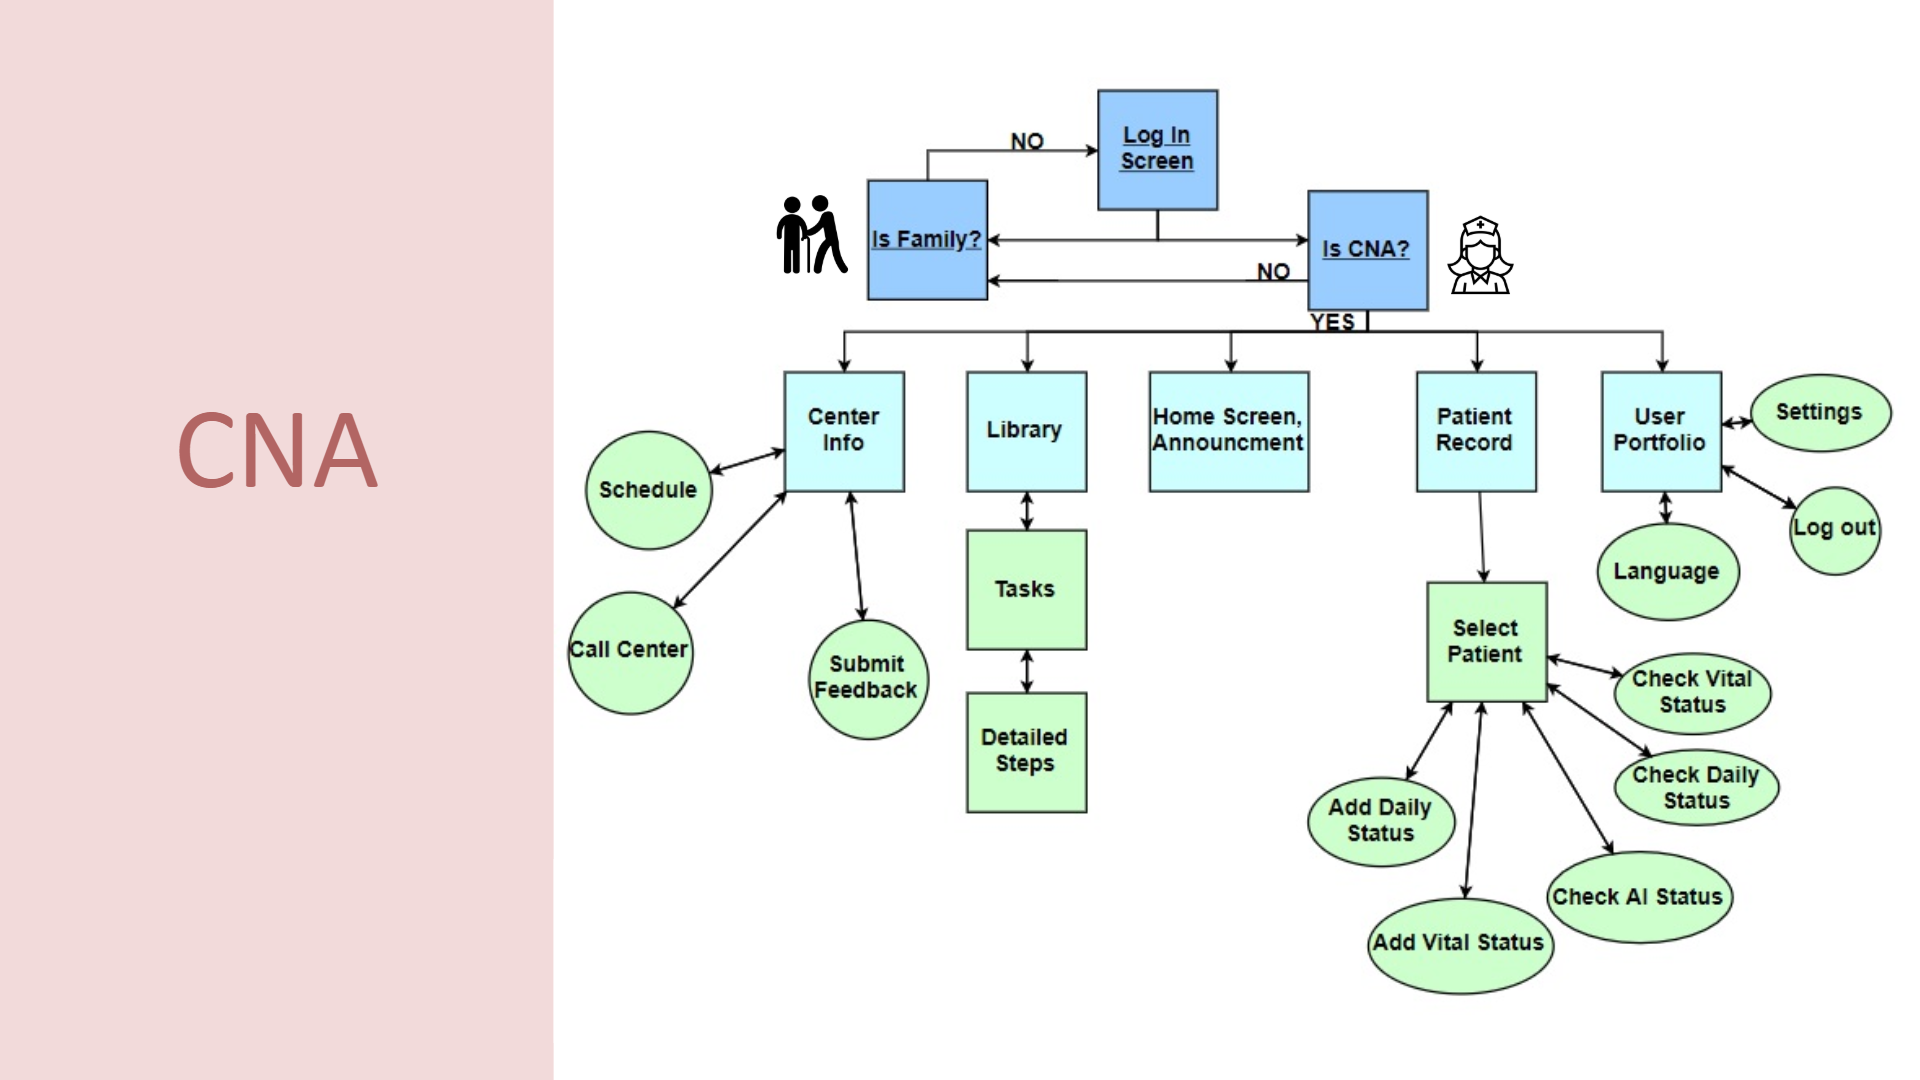 CNA
NO
Log In
Screen
Is Family?
Is CNA?
NO
YES
Center
Info
Library
Home Screen,
Announcment
Patient
Record
User
Portfolio
Settings
Schedule
Log out
Language
Tasks
Select
Patient
Call Center
Submit
Feedback
Check Vital
Status
Detailed
Steps
Check Daily
Status
Add Daily
Status
Check AI Status
Add Vital Status